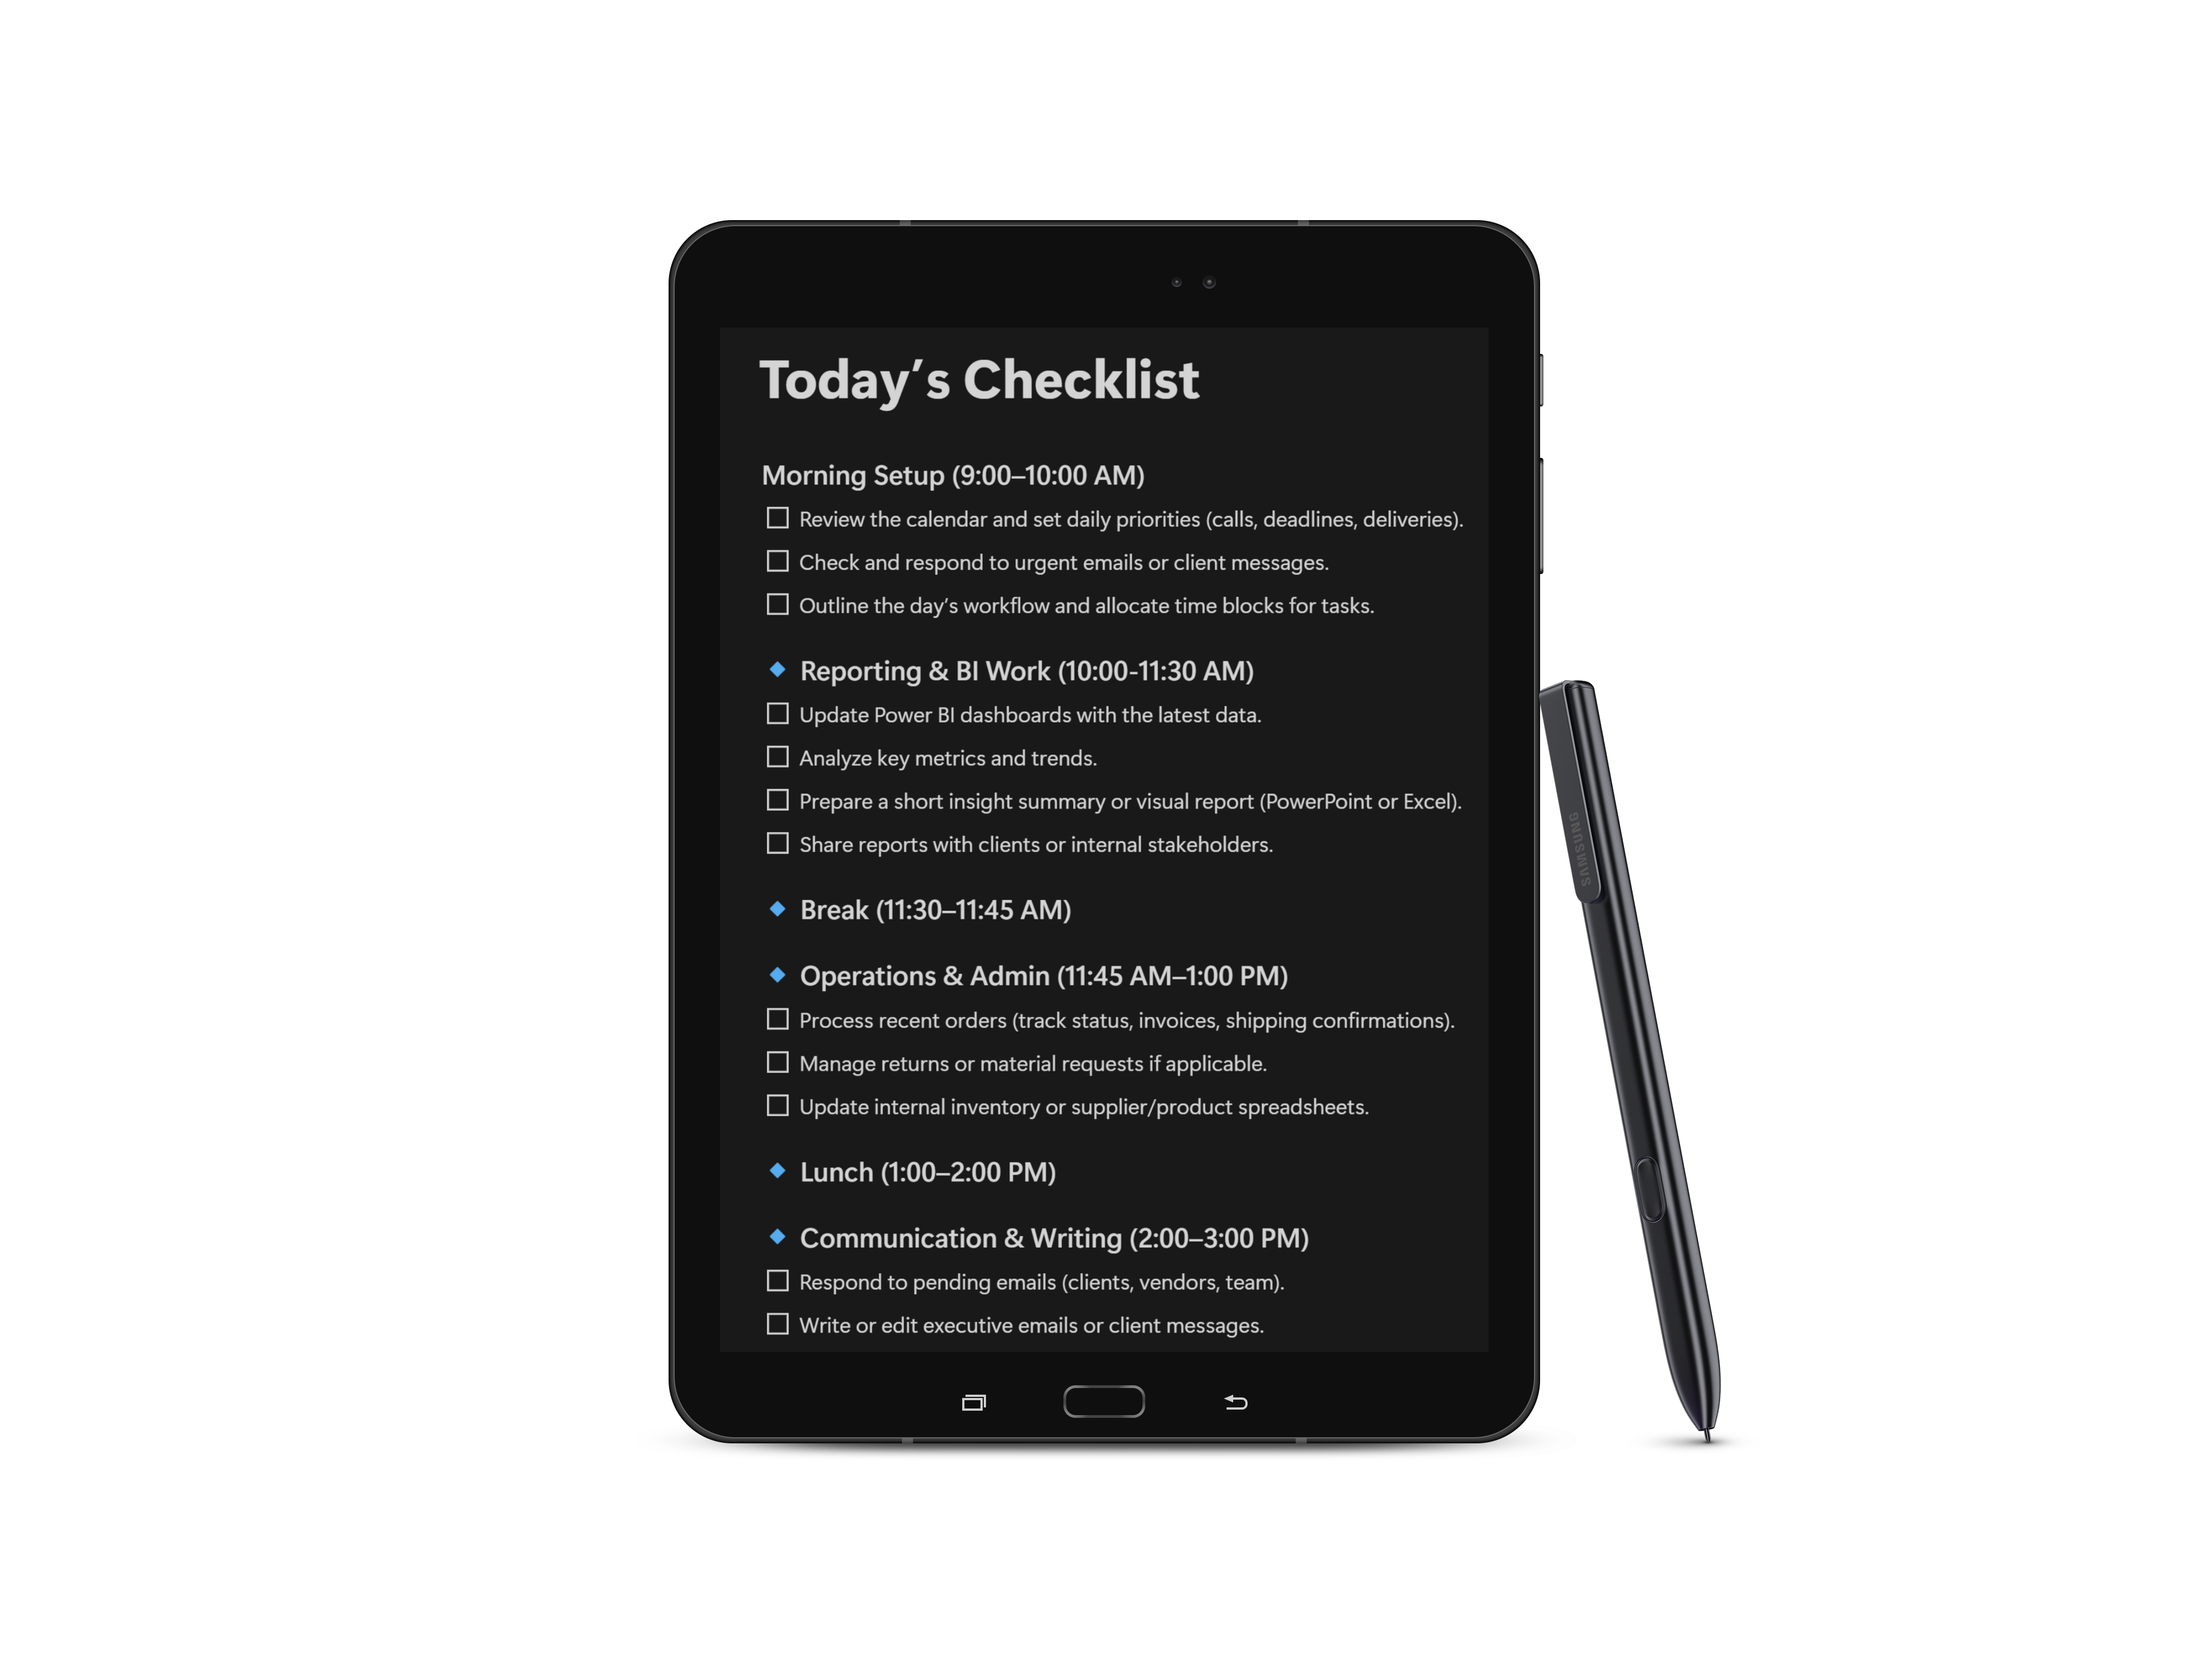 Today’s Checklist
Morning Setup (9:00–10:00 AM)
Review the calendar and set daily priorities (calls, deadlines, deliveries).
Check and respond to urgent emails or client messages.
Outline the day’s workflow and allocate time blocks for tasks.
Reporting & BI Work (10:00-11:30 AM)
Update Power BI dashboards with the latest data.
Analyze key metrics and trends.
Prepare a short insight summary or visual report (PowerPoint or Excel).
Share reports with clients or internal stakeholders.
Break (11:30–11:45 AM)
Operations & Admin (11:45 AM–1:00 PM)
Process recent orders (track status, invoices, shipping confirmations).
Manage returns or material requests if applicable.
Update internal inventory or supplier/product spreadsheets.
Lunch (1:00–2:00 PM)
Communication & Writing (2:00–3:00 PM)
Respond to pending emails (clients, vendors, team).
Write or edit executive emails or client messages.
SAMSUNG